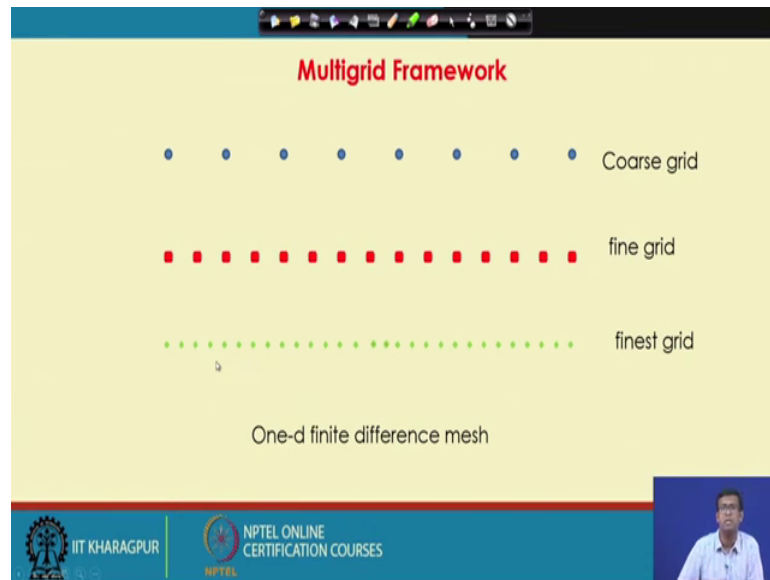 Multigrid Framework
Coarse grid
fine grid
finest grid
One-d finite difference mesh
IIT KHARAGPUR
NPTEL
NPTEL ONLINE
CERTIFICATION COURSES